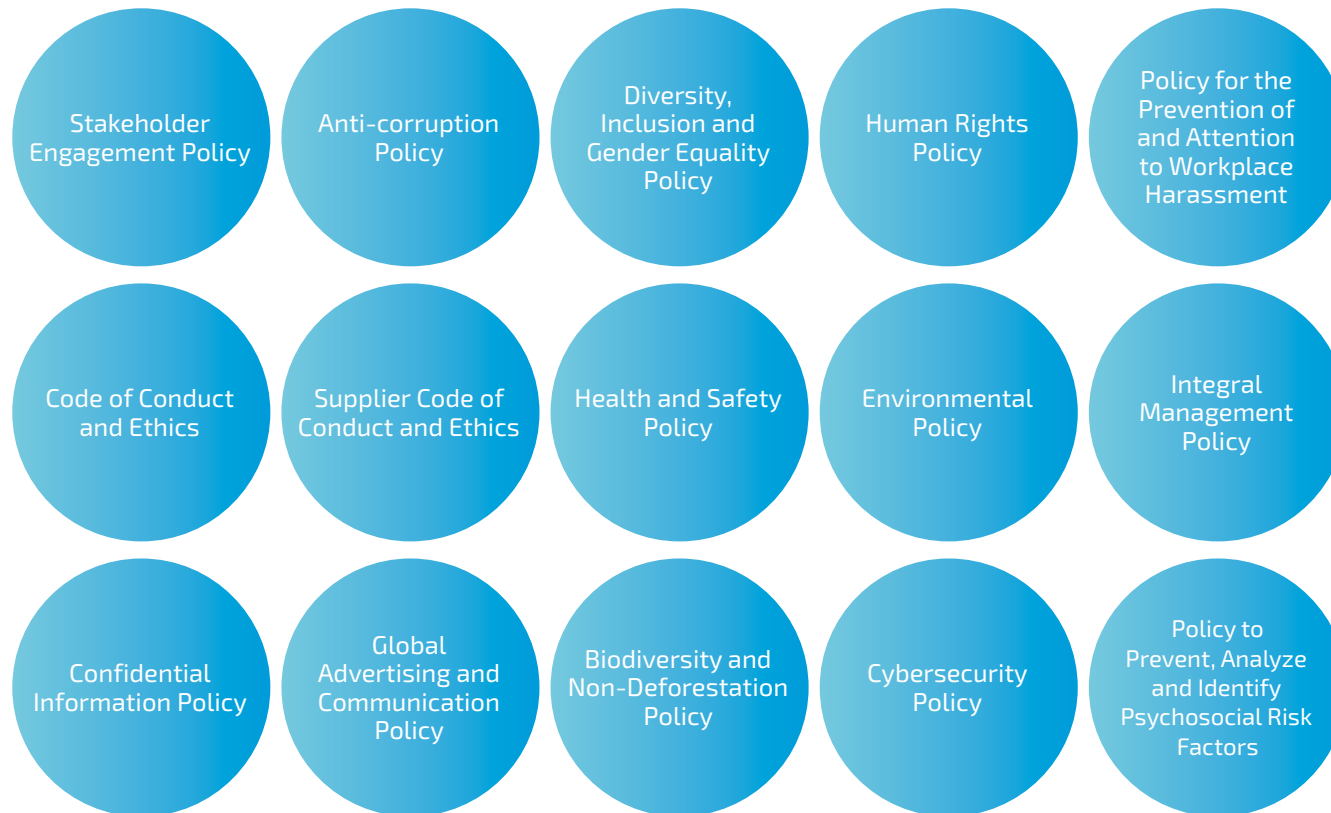 Stakeholder
Engagement Policy
Anti-corruption
Policy
Diversity,
Inclusion and
Gender Equality
Policy
Human Rights
Policy
Policy for the
Prevention of
and Attention
to Workplace
Harassment
Code of Conduct
and Ethics
Supplier Code of
Conduct and Ethics
Health and Safety
Policy
Environmental
Policy
Integral
Management
Policy
Confidential
Information Policy
Global
Advertising and
Communication
Policy
Biodiversity and
Non-Deforestation
Policy
Cybersecurity
Policy
Policy to
Prevent, Analyze
and Identify
Psychosocial Risk
Factors